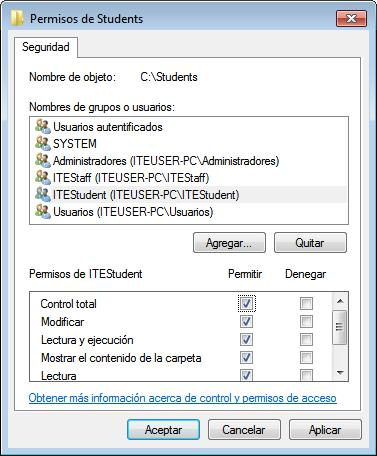 Permisos de Students
Seguridad
Nombre de objeto: C:\Students
Nombres de grupos o usuarios:
Usuarios autentificados
SYSTEM
Administradores (ITEUSER-PC\Administradores)
ITEStaff (ITEUSER-PC\ITEStaff)
ITEStudent (ITEUSER-PC\ITEStudent)
Usuarios (ITEUSER-PC\Usuarios)
Agregar... Quitar
Permisos de ITEStudent Permitir Denegar
Control total
Modificar
Lectura y ejecución
Mostrar el contenido de la carpeta
Lectura
Obtener más información acerca de control y permisos de acceso
Aceptar Cancelar Aplicar